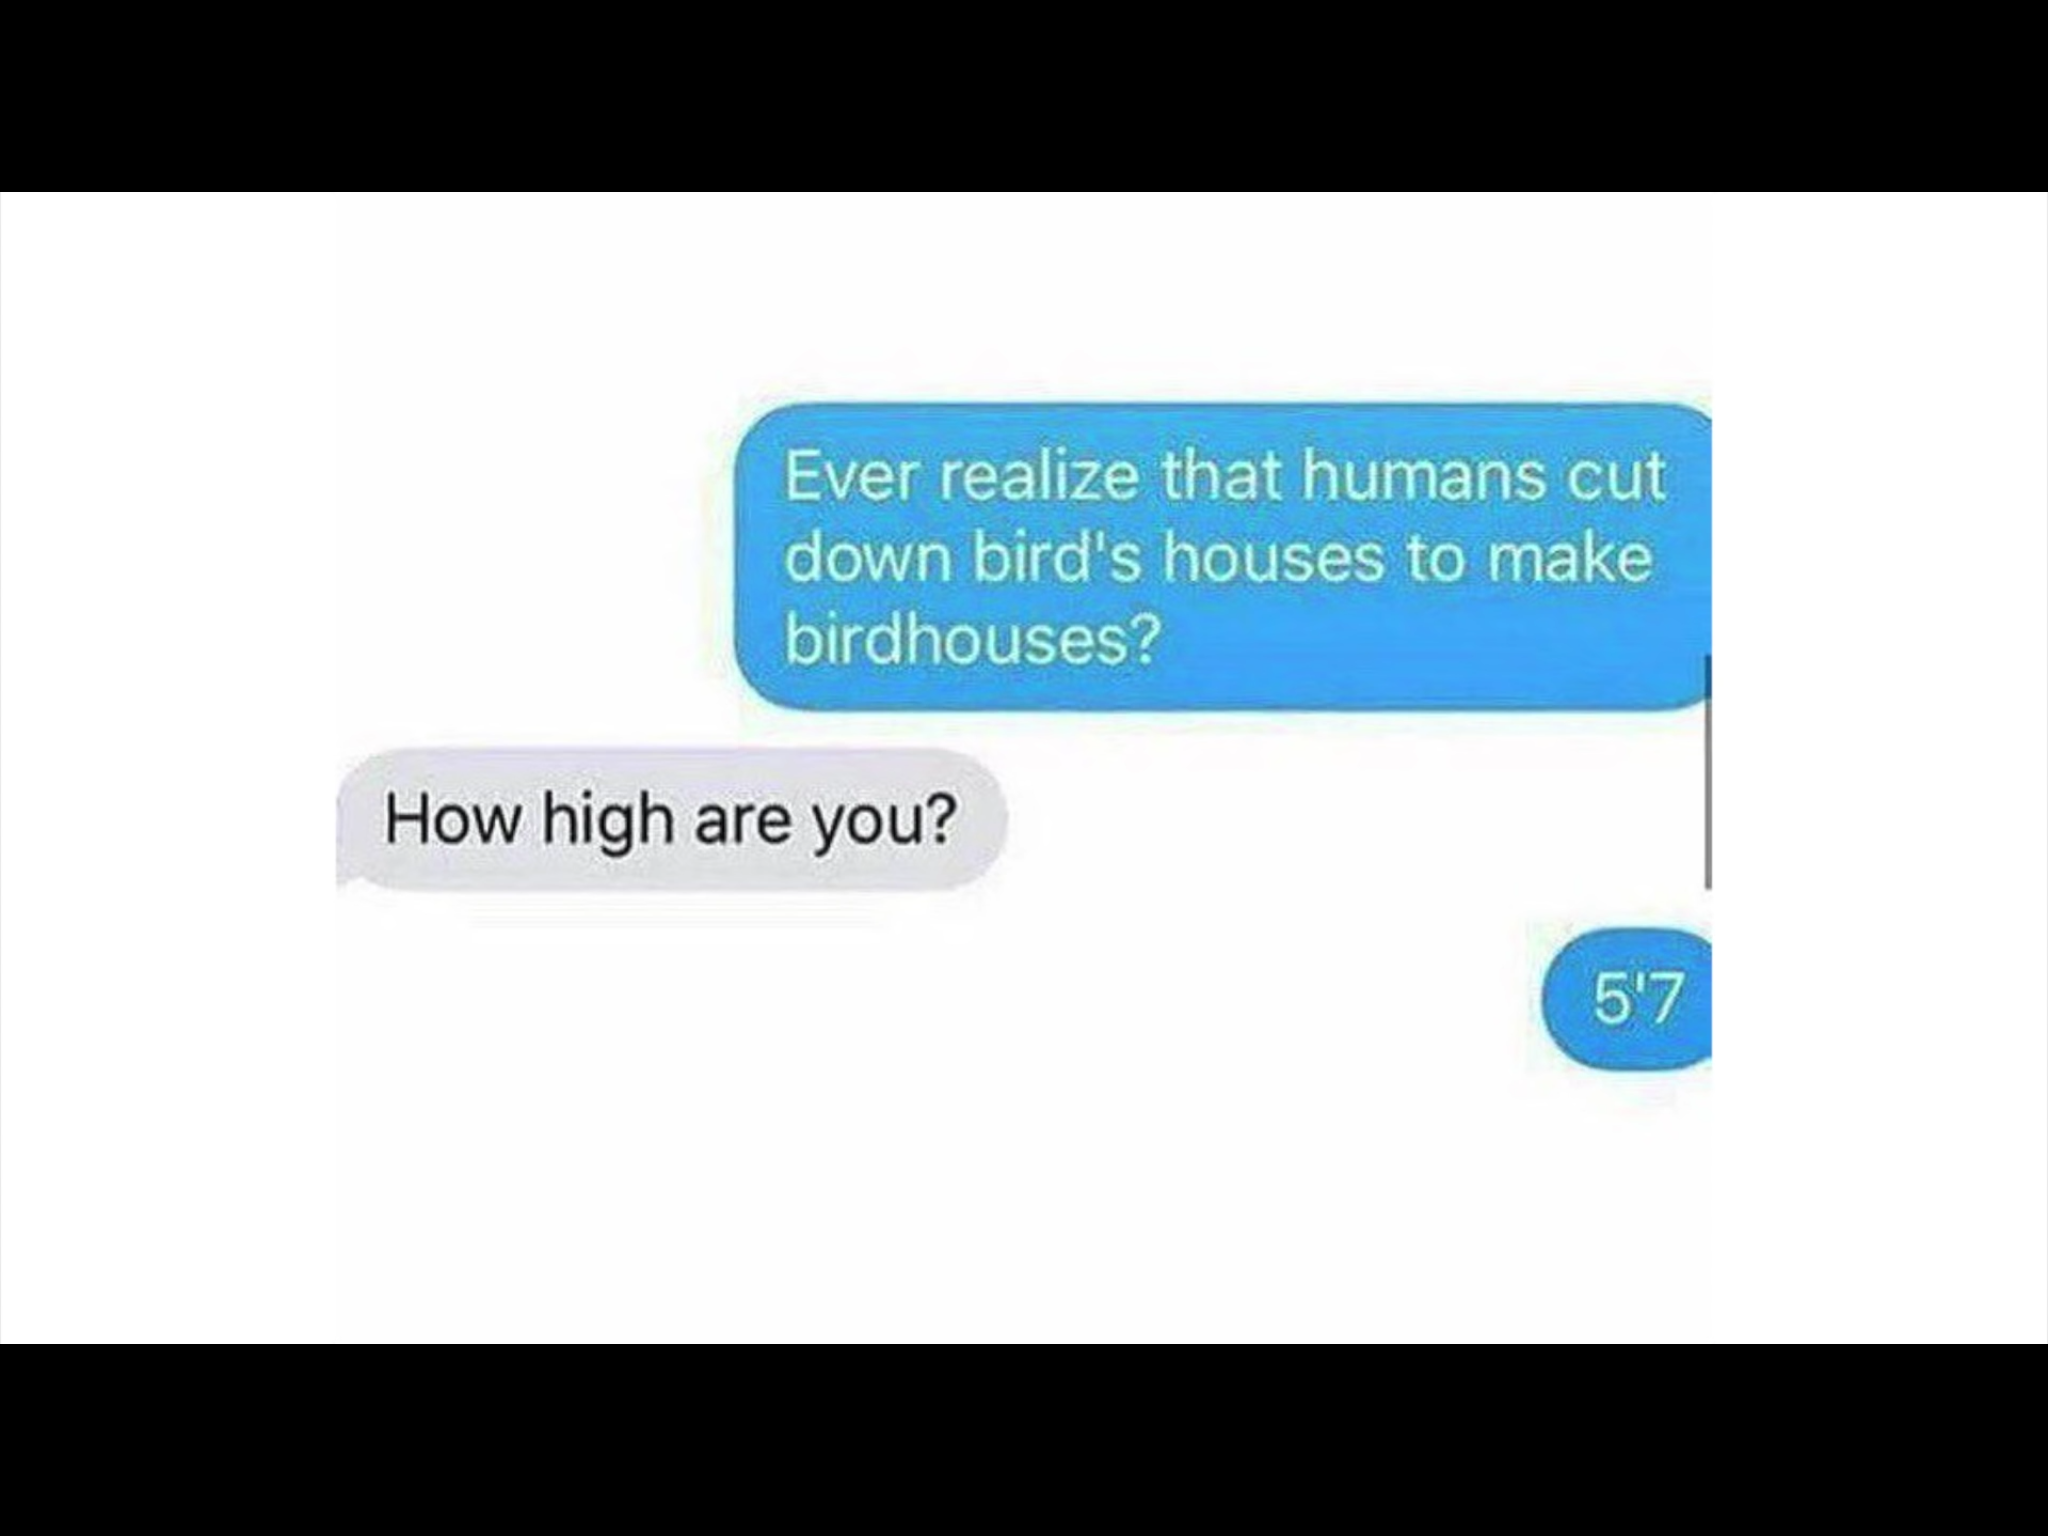 Ever realize that humans cut
down bird's houses to make
birdhouses?
How high are you?
5'7